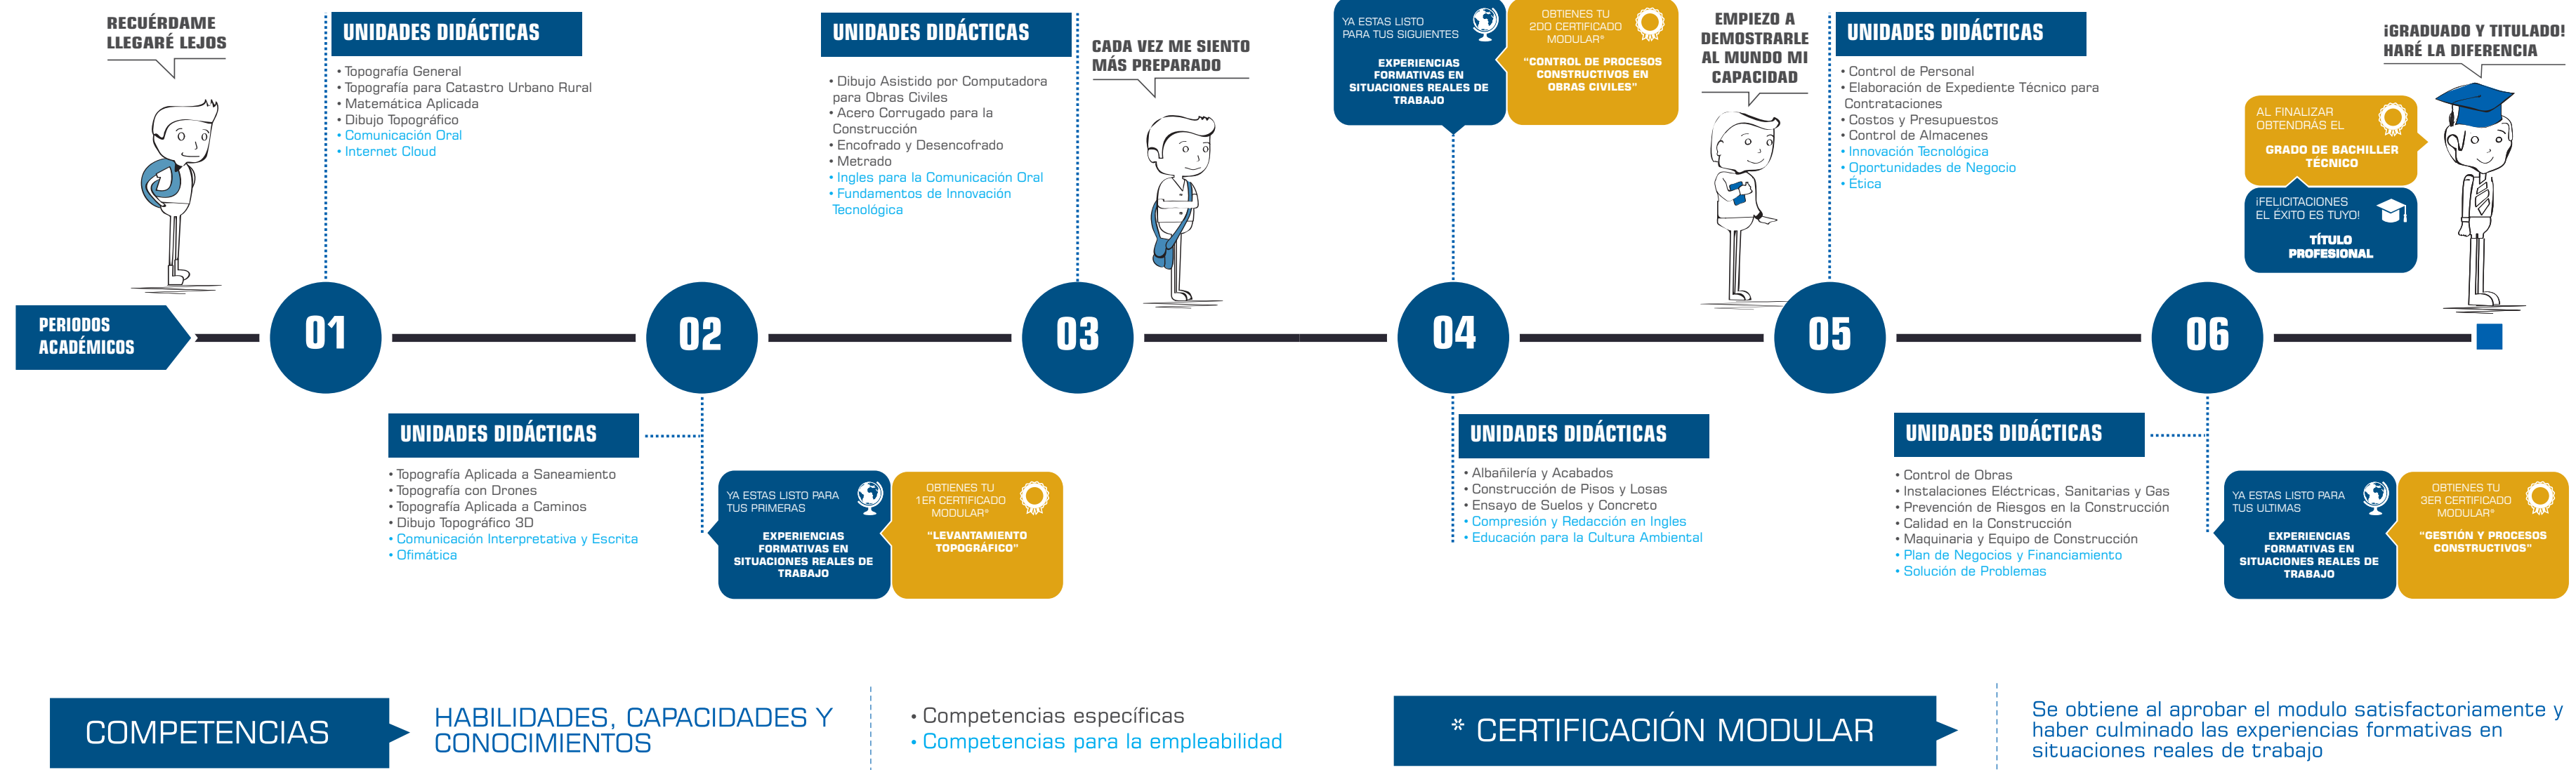 RECUÉRDAME
LLEGARÉ LEJOS
UNIDADES DIDÁCTICAS
• Topografía General
• Topografía para Catastro Urbano Rural
• Matemática Aplicada
• Dibujo Topográfico
• Comunicación Oral
• Internet Cloud
UNIDADES DIDÁCTICAS
• Dibujo Asistido por Computadora
para Obras Civiles
• Acero Corrugado para la
Construcción
• Encofrado y Desencofrado
• Metrado
• Ingles para la Comunicación Oral
• Fundamentos de Innovación
Tecnológica
CADA VEZ ME SIENTO
MÁS PREPARADO
YA ESTAS LISTO
PARA TUS SIGUIENTES
EXPERIENCIAS
FORMATIVAS EN
SITUACIONES REALES DE
TRABAJO
OBTIENES TU
2DO CERTIFICADO
MODULAR*
"CONTROL DE PROCESOS
CONSTRUCTIVOS EN
OBRAS CIVILES"
EMPIEZO A
DEMOSTRARLE
AL MUNDO MI
CAPACIDAD
UNIDADES DIDÁCTICAS
• Control de Personal
• Elaboración de Expediente Técnico para
Contrataciones
• Costos y Presupuestos
• Control de Almacenes
• Innovación Tecnológica
• Oportunidades de Negocio
• Ética
¡GRADUADO Y TITULADO!
HARÉ LA DIFERENCIA
AL FINALIZAR
OBTENDRÁS EL
GRADO DE BACHILLER
TÉCNICO
¡FELICITACIONES
EL ÉXITO ES TUYO!
TÍTULO
PROFESIONAL
PERIODOS
ACADÉMICOS
01
02
03
04
05
06
UNIDADES DIDÁCTICAS
• Topografía Aplicada a Saneamiento
• Topografía con Drones
• Topografía Aplicada a Caminos
• Dibujo Topográfico 3D
• Comunicación Interpretativa y Escrita
• Ofimática
YA ESTAS LISTO PARA
TUS PRIMERAS
EXPERIENCIAS
FORMATIVAS EN
SITUACIONES REALES DE
TRABAJO
OBTIENES TU
1ER CERTIFICADO
MODULAR*
"LEVANTAMIENTO
TOPOGRÁFICO"
UNIDADES DIDÁCTICAS
• Albañilería y Acabados
• Construcción de Pisos y Losas
• Ensayo de Suelos y Concreto
• Compresión y Redacción en Ingles
• Educación para la Cultura Ambiental
UNIDADES DIDÁCTICAS
• Control de Obras
• Instalaciones Eléctricas, Sanitarias y Gas
• Prevención de Riesgos en la Construcción
• Calidad en la Construcción
• Maquinaria y Equipo de Construcción
• Plan de Negocios y Financiamiento
• Solución de Problemas
YA ESTAS LISTO PARA
TUS ULTIMAS
EXPERIENCIAS
FORMATIVAS EN
SITUACIONES REALES DE
TRABAJO
OBTIENES TU
3ER CERTIFICADO
MODULAR*
"GESTIÓN Y PROCESOS
CONSTRUCTIVOS"
COMPETENCIAS
HABILIDADES, CAPACIDADES Y
CONOCIMIENTOS
• Competencias específicas
• Competencias para la empleabilidad
* CERTIFICACIÓN MODULAR
Se obtiene al aprobar el modulo satisfactoriamente y
haber culminado las experiencias formativas en
situaciones reales de trabajo